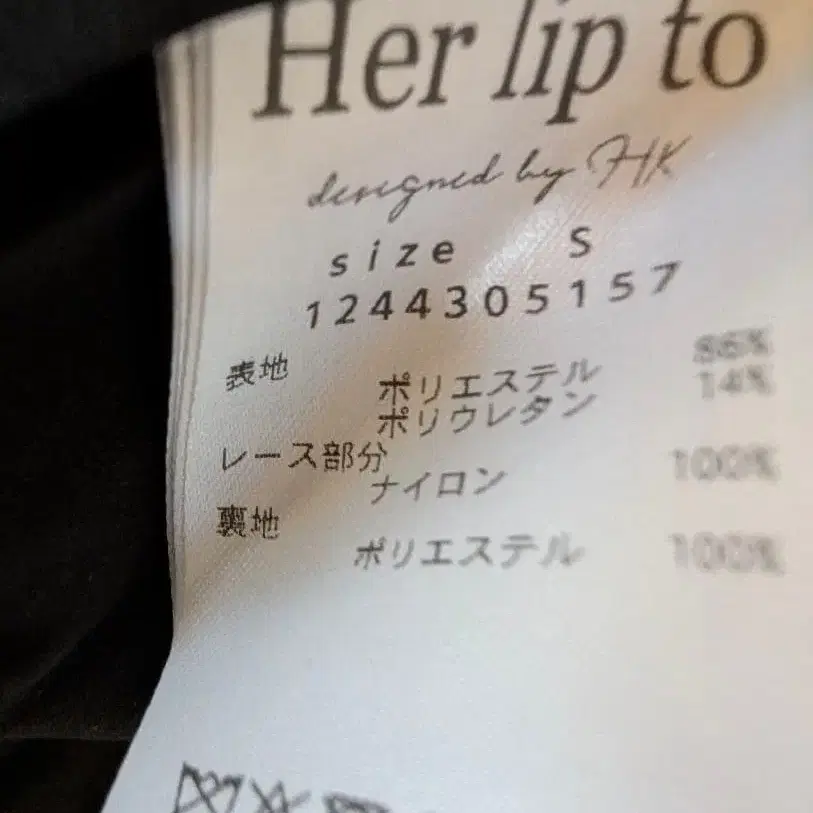 Her lip to
designed by HK
size S
1244305157
表地
ポリエステル 86%
ポリウレタン 14%
レース部分
ナイロン 100%
裏地
ポリエステル 100%